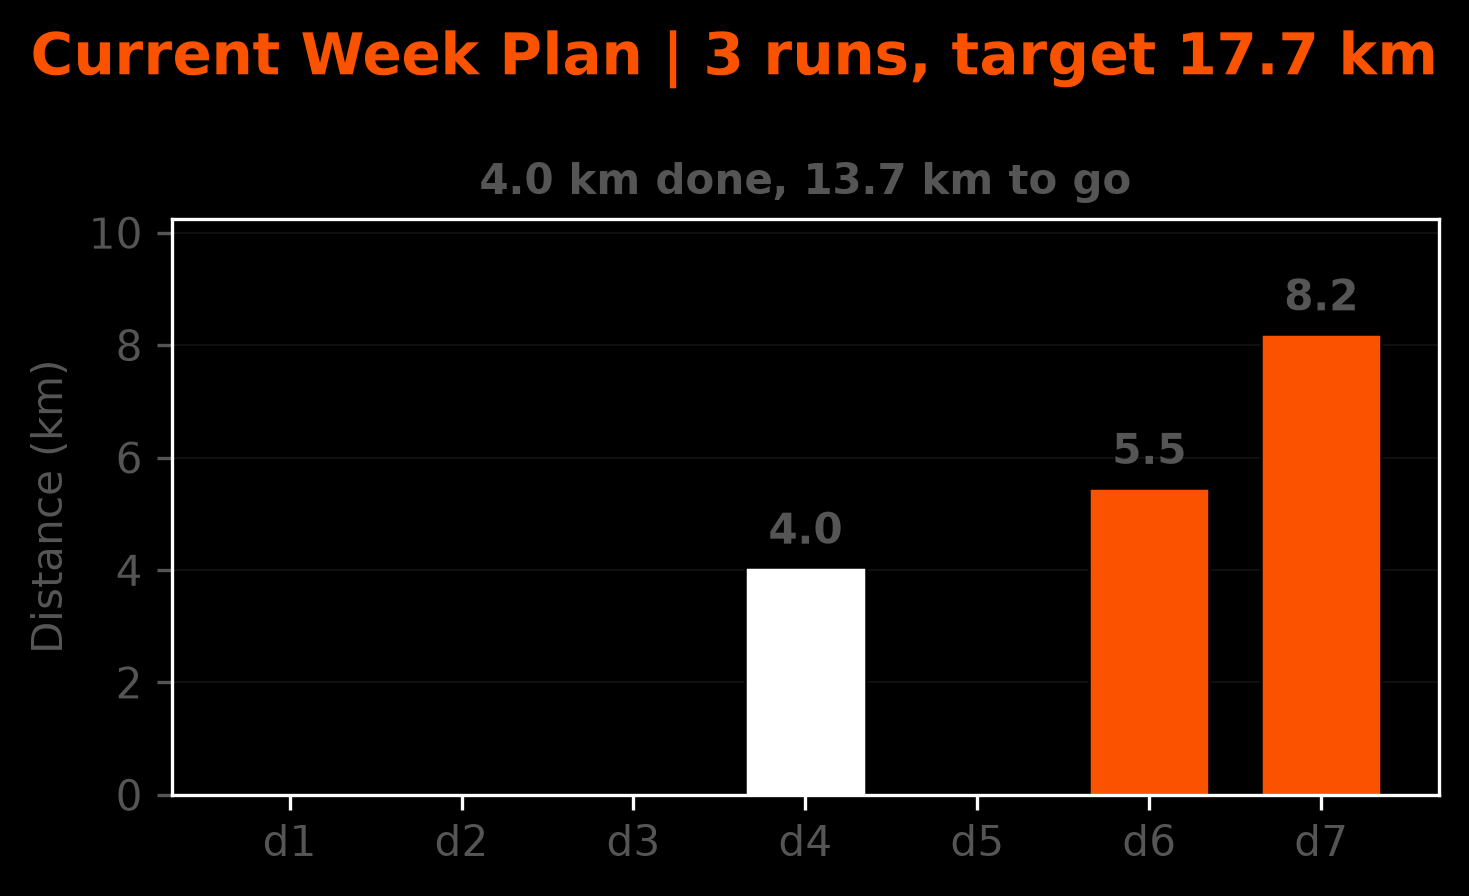 Current Week Plan | 3 runs, target 17.7 km
4.0 km done, 13.7 km to go
Distance (km)
10
8
6
4
2
0
8.2
5.5
4.0
d1 d2 d3 d4 d5 d6 d7